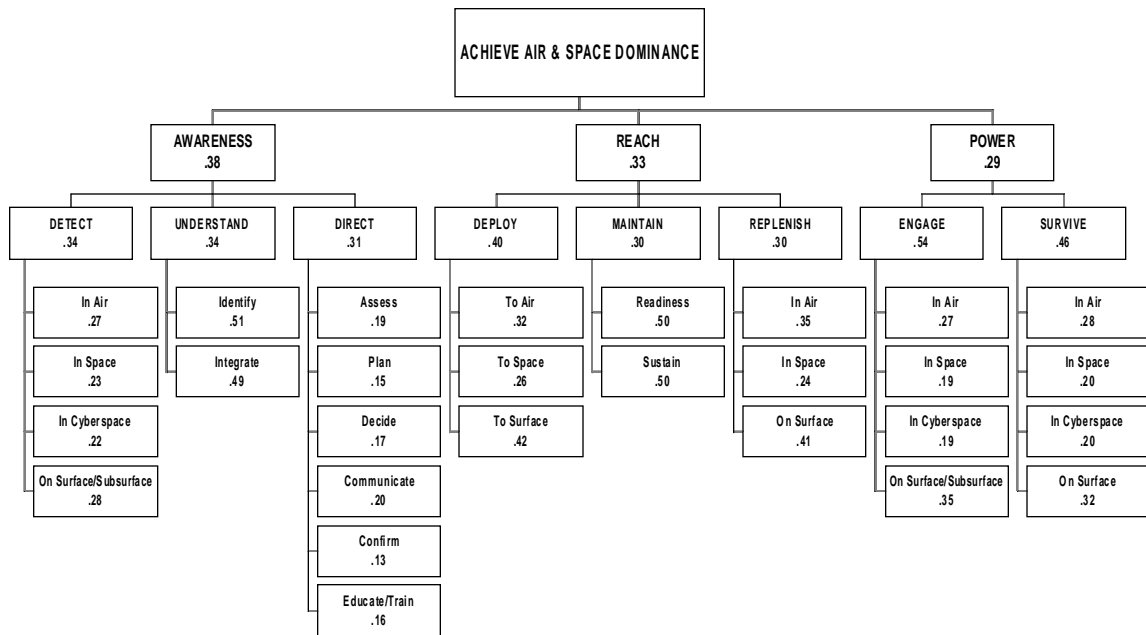 ACHIEVE AIR & SPACE DOMINANCE
AWARENESS
.38
REACH
.33
POWER
.29
DETECT
.34
UNDERSTAND
.34
DIRECT
.31
DEPLOY
.40
MAINTAIN
.30
REPLENISH
.30
ENGAGE
.54
SURVIVE
.46
In Air
.27
In Space
.23
In Cyberspace
.22
On Surface/Subsurface
.28
Identify
.51
Integrate
.49
Assess
.19
Plan
.15
Decide
.17
Communicate
.20
Confirm
.13
Educate/Train
.16
To Air
.32
To Space
.26
To Surface
.42
Readiness
.50
Sustain
.50
In Air
.35
In Space
.24
On Surface
.41
In Air
.27
In Space
.19
In Cyberspace
.19
On Surface/Subsurface
.35
In Air
.28
In Space
.20
In Cyberspace
.20
On Surface
.32